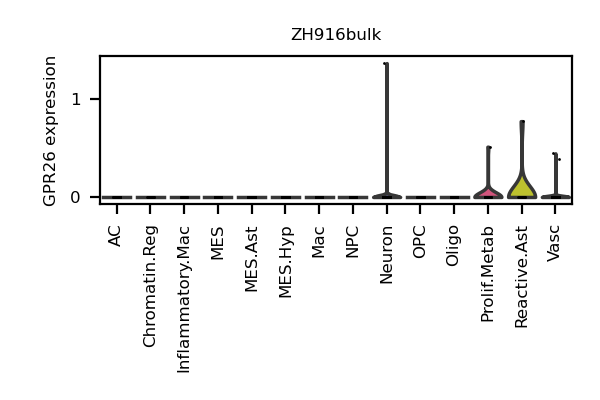 ZH916bulk
GPR26 expression
1
0
AC
Chromatin.Reg
Inflammatory.Mac
MES
MES.Ast
MES.Hyp
Mac
NPC
Neuron
OPC
Oligo
Prolif.Metab
Reactive.Ast
Vasc